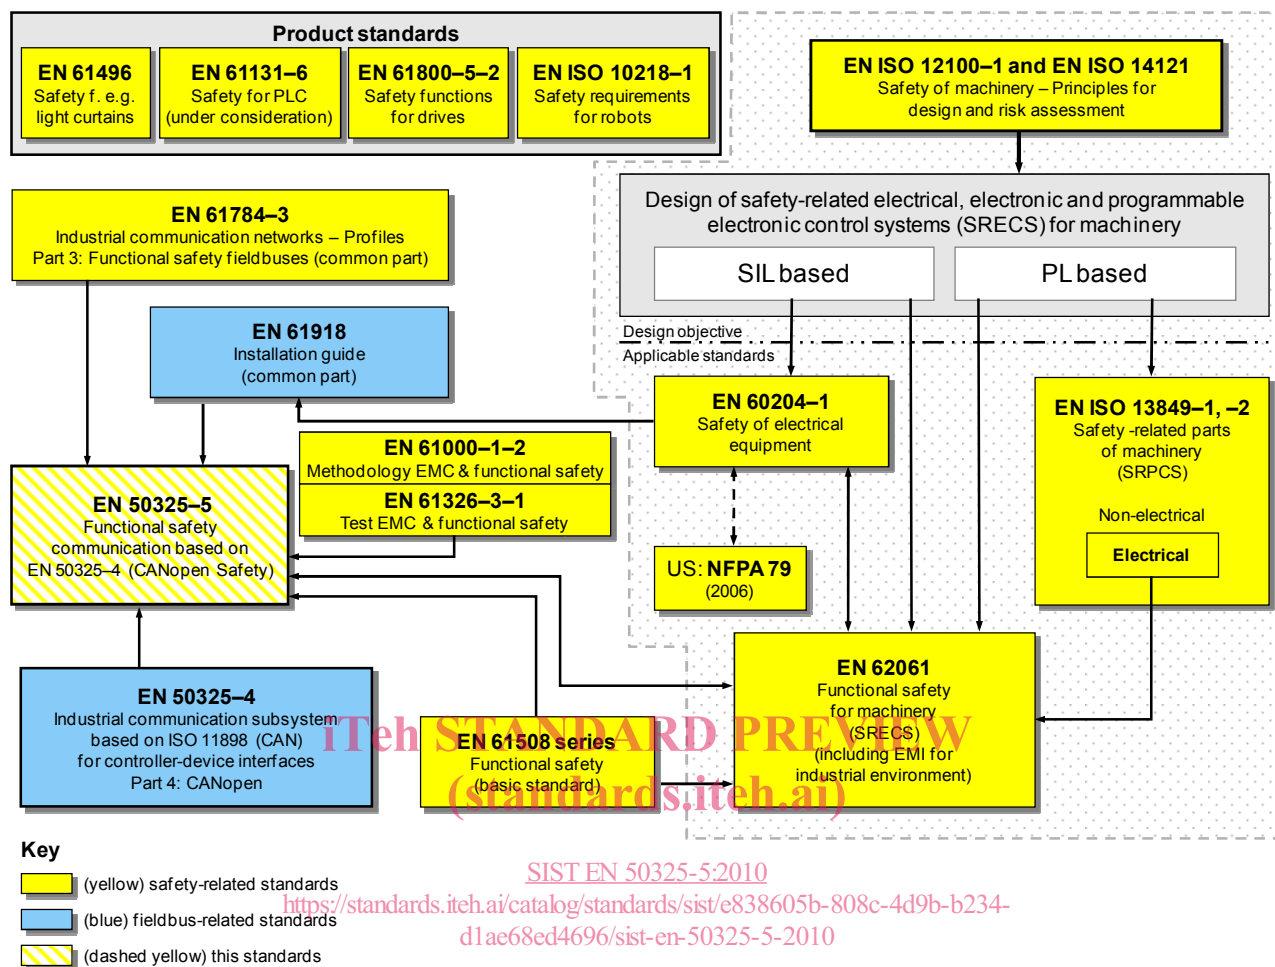 Product standards
EN 61496
Safety f. e.g.
light curtains
EN 61131–6
Safety for PLC
(under consideration)
EN 61800–5–2
Safety functions
for drives
EN ISO 10218–1
Safety requirements
for robots
EN ISO 12100–1 and EN ISO 14121
Safety of machinery – Principles for
design and risk assessment
Design of safety-related electrical, electronic and programmable
electronic control systems (SRECS) for machinery
SIL based
PL based
Design objective
Applicable standards
EN 61784–3
Industrial communication networks – Profiles
Part 3: Functional safety fieldbuses (common part)
EN 61918
Installation guide
(common part)
EN 60204–1
Safety of electrical
equipment
EN ISO 13849–1, –2
Safety -related parts
of machinery
(SRPCS)
Non-electrical
Electrical
EN 61000–1–2
Methodology EMC & functional safety
EN 61326–3–1
Test EMC & functional safety
EN 50325–5
Functional safety
communication based on
EN 50325–4 (CANopen Safety)
US: NFPA 79
(2006)
EN 62061
Functional safety
for machinery
(SRECS)
(including EMI for
industrial environment)
EN 50325–4
Industrial communication subsystem
based on ISO 11898 (CAN)
for controller-device interfaces
Part 4: CANopen
EN 61508 series
Functional safety
(basic standard)
iTeh STANDARD PREVIEW
(standards.iteh.ai)
Key
(yellow) safety-related standards
(blue) fieldbus-related standards
(dashed yellow) this standards
SIST EN 50325-5:2010
https://standards.iteh.ai/catalog/standards/sist/e838605b-808c-4d9b-b234-
d1ae68ed4696/sist-en-50325-5-2010